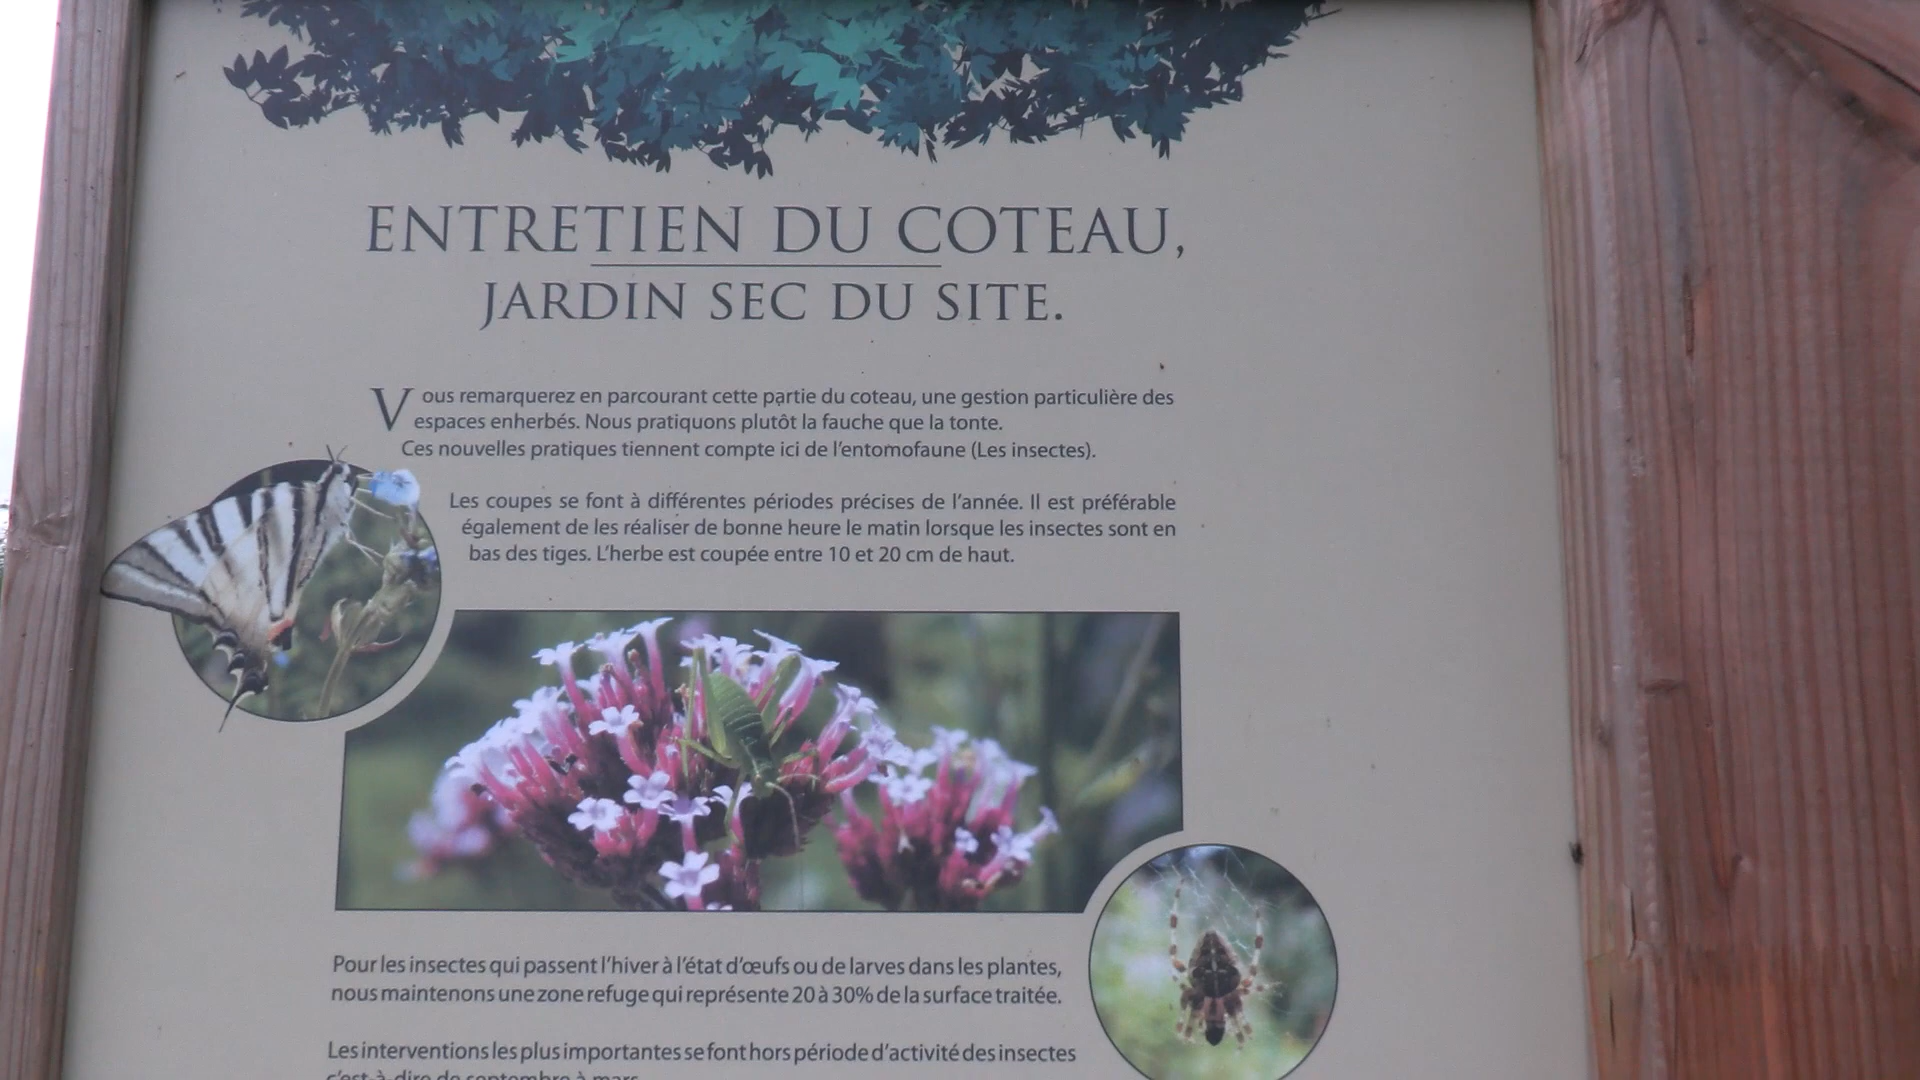 ENTRETIEN DU COTEAU,
JARDIN SEC DU SITE.
Vous remarquerez en parcourant cette partie du coteau, une gestion particulière des
espaces enherbés. Nous pratiquons plutôt la fauche que la tonte.
Ces nouvelles pratiques tiennent compte ici de l'entomofaune (Les insectes).
Les coupes se font à différentes périodes précises de l'année. Il est préférable
également de les réaliser de bonne heure le matin lorsque les insectes sont en
bas des tiges. L'herbe est coupée entre 10 et 20 cm de haut.
Pour les insectes qui passent l'hiver à l'état d'œufs ou de larves dans les plantes,
nous maintenons une zone refuge qui représente 20 à 30% de la surface traitée.
Les interventions les plus importantes se font hors période d'activité des insectes
c'est-à-dire de septembre à mars